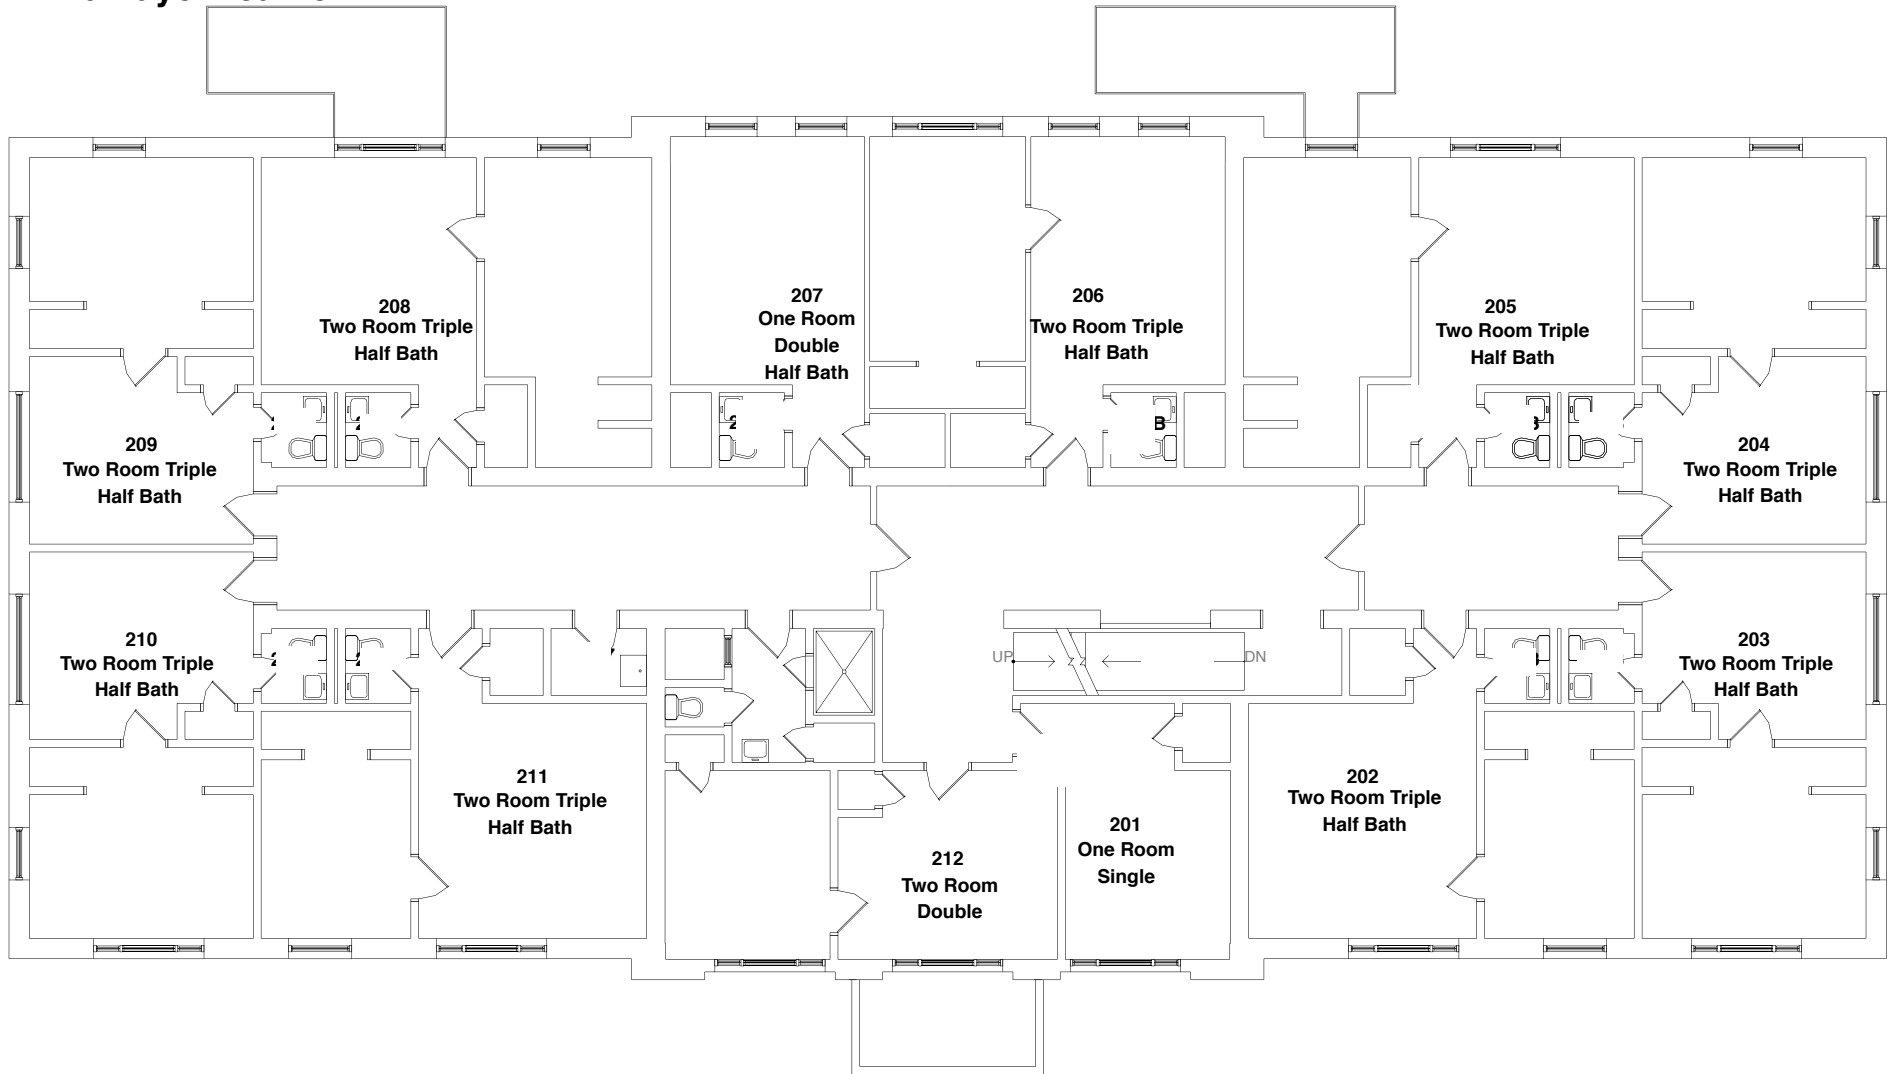 208
Two Room Triple
Half Bath
207
One Room
Double
Half Bath
206
Two Room Triple
Half Bath
205
Two Room Triple
Half Bath
209
Two Room Triple
Half Bath
204
Two Room Triple
Half Bath
210
Two Room Triple
Half Bath
UP
DN
203
Two Room Triple
Half Bath
211
Two Room Triple
Half Bath
212
Two Room
Double
201
One Room
Single
202
Two Room Triple
Half Bath